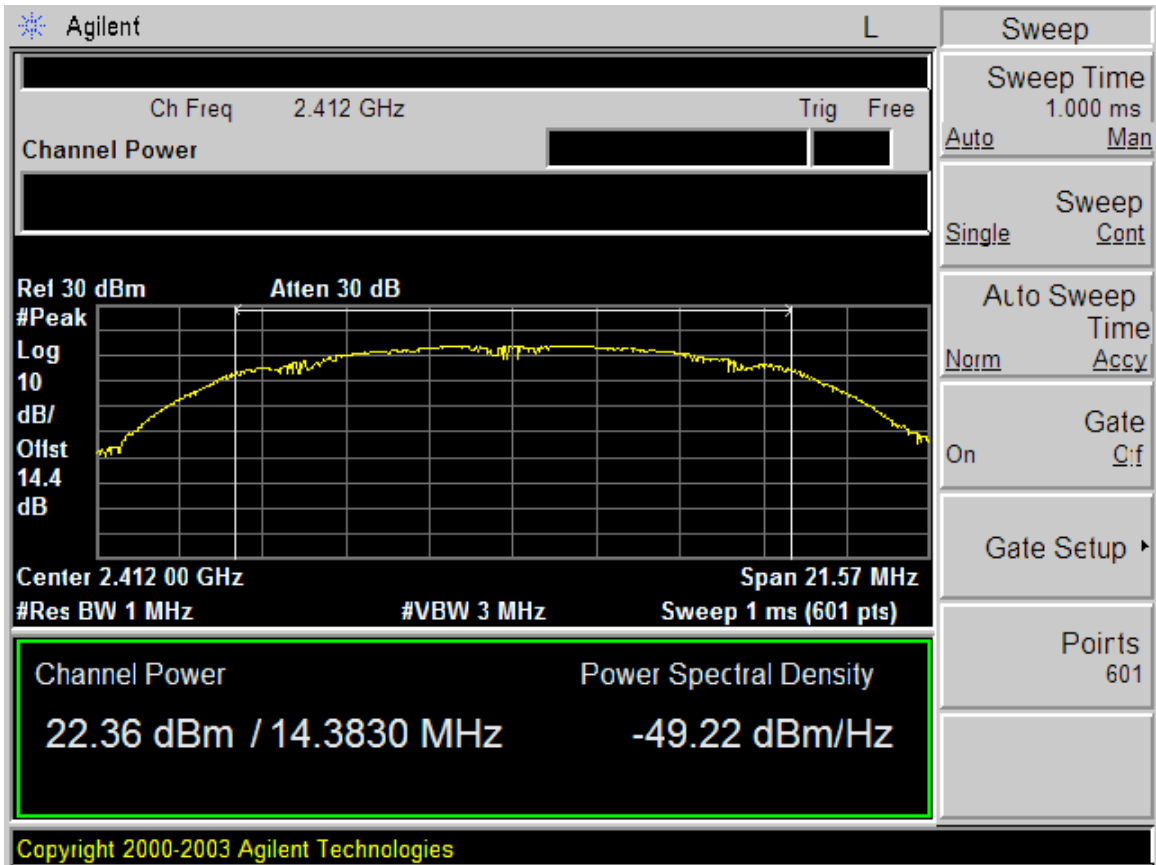 Agilent L Sweep
Ch Freq 2.412 GHz Trig Free
Channel Power
Ref 30 dBm Atten 30 dB
#Peak
Log
10
dB/
Offst
14.4
dB
Center 2.412 00 GHz Span 21.57 MHz
#Res BW 1 MHz #VBW 3 MHz Sweep 1 ms (601 pts)
Channel Power Power Spectral Density
22.36 dBm / 14.3830 MHz -49.22 dBm/Hz
Copyright 2000-2003 Agilent Technologies
Sweep Time
1.000 ms
Auto Man
Sweep
Single Cont
Auto Sweep
Time
Norm Accy
Gate
On Off
Gate Setup
Points
601